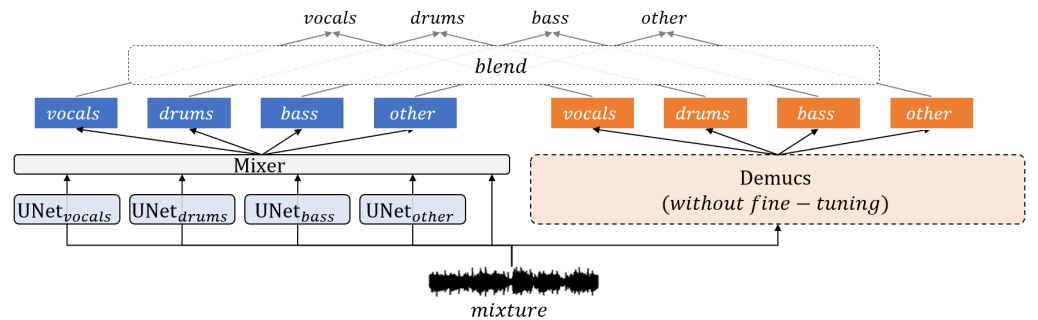 vocals drums bass other
blend
vocals drums bass other vocals drums bass other
Mixer
Demucs
(without fine − tuning)
UNetvocals UNetdrums UNetbass UNetother
mixture